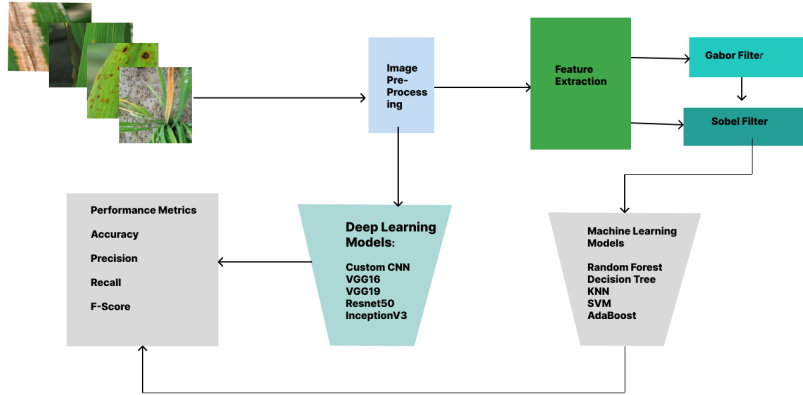 Image
Pre-
Process
ing
Feature
Extraction
Gabor Filter
Sobel Filter
Performance Metrics
Accuracy
Precision
Recall
F-Score
Deep Learning
Models:
Custom CNN
VGG16
VGG19
Resnet50
InceptionV3
Machine Learning
Models
Random Forest
Decision Tree
KNN
SVM
AdaBoost